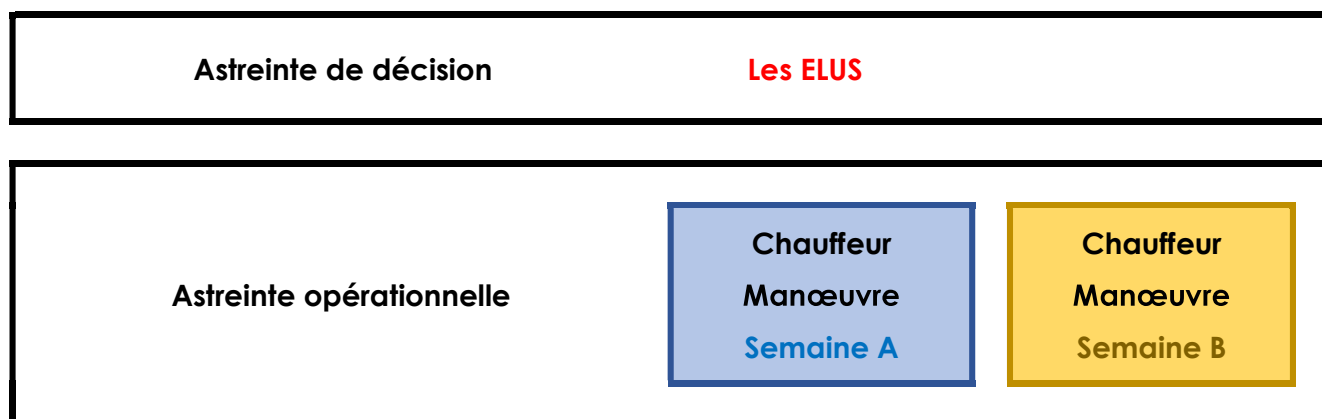 Astreinte de décision Les ELUS
Chauffeur Chauffeur
Astreinte opérationnelle Manœuvre Manœuvre
Semaine A Semaine B